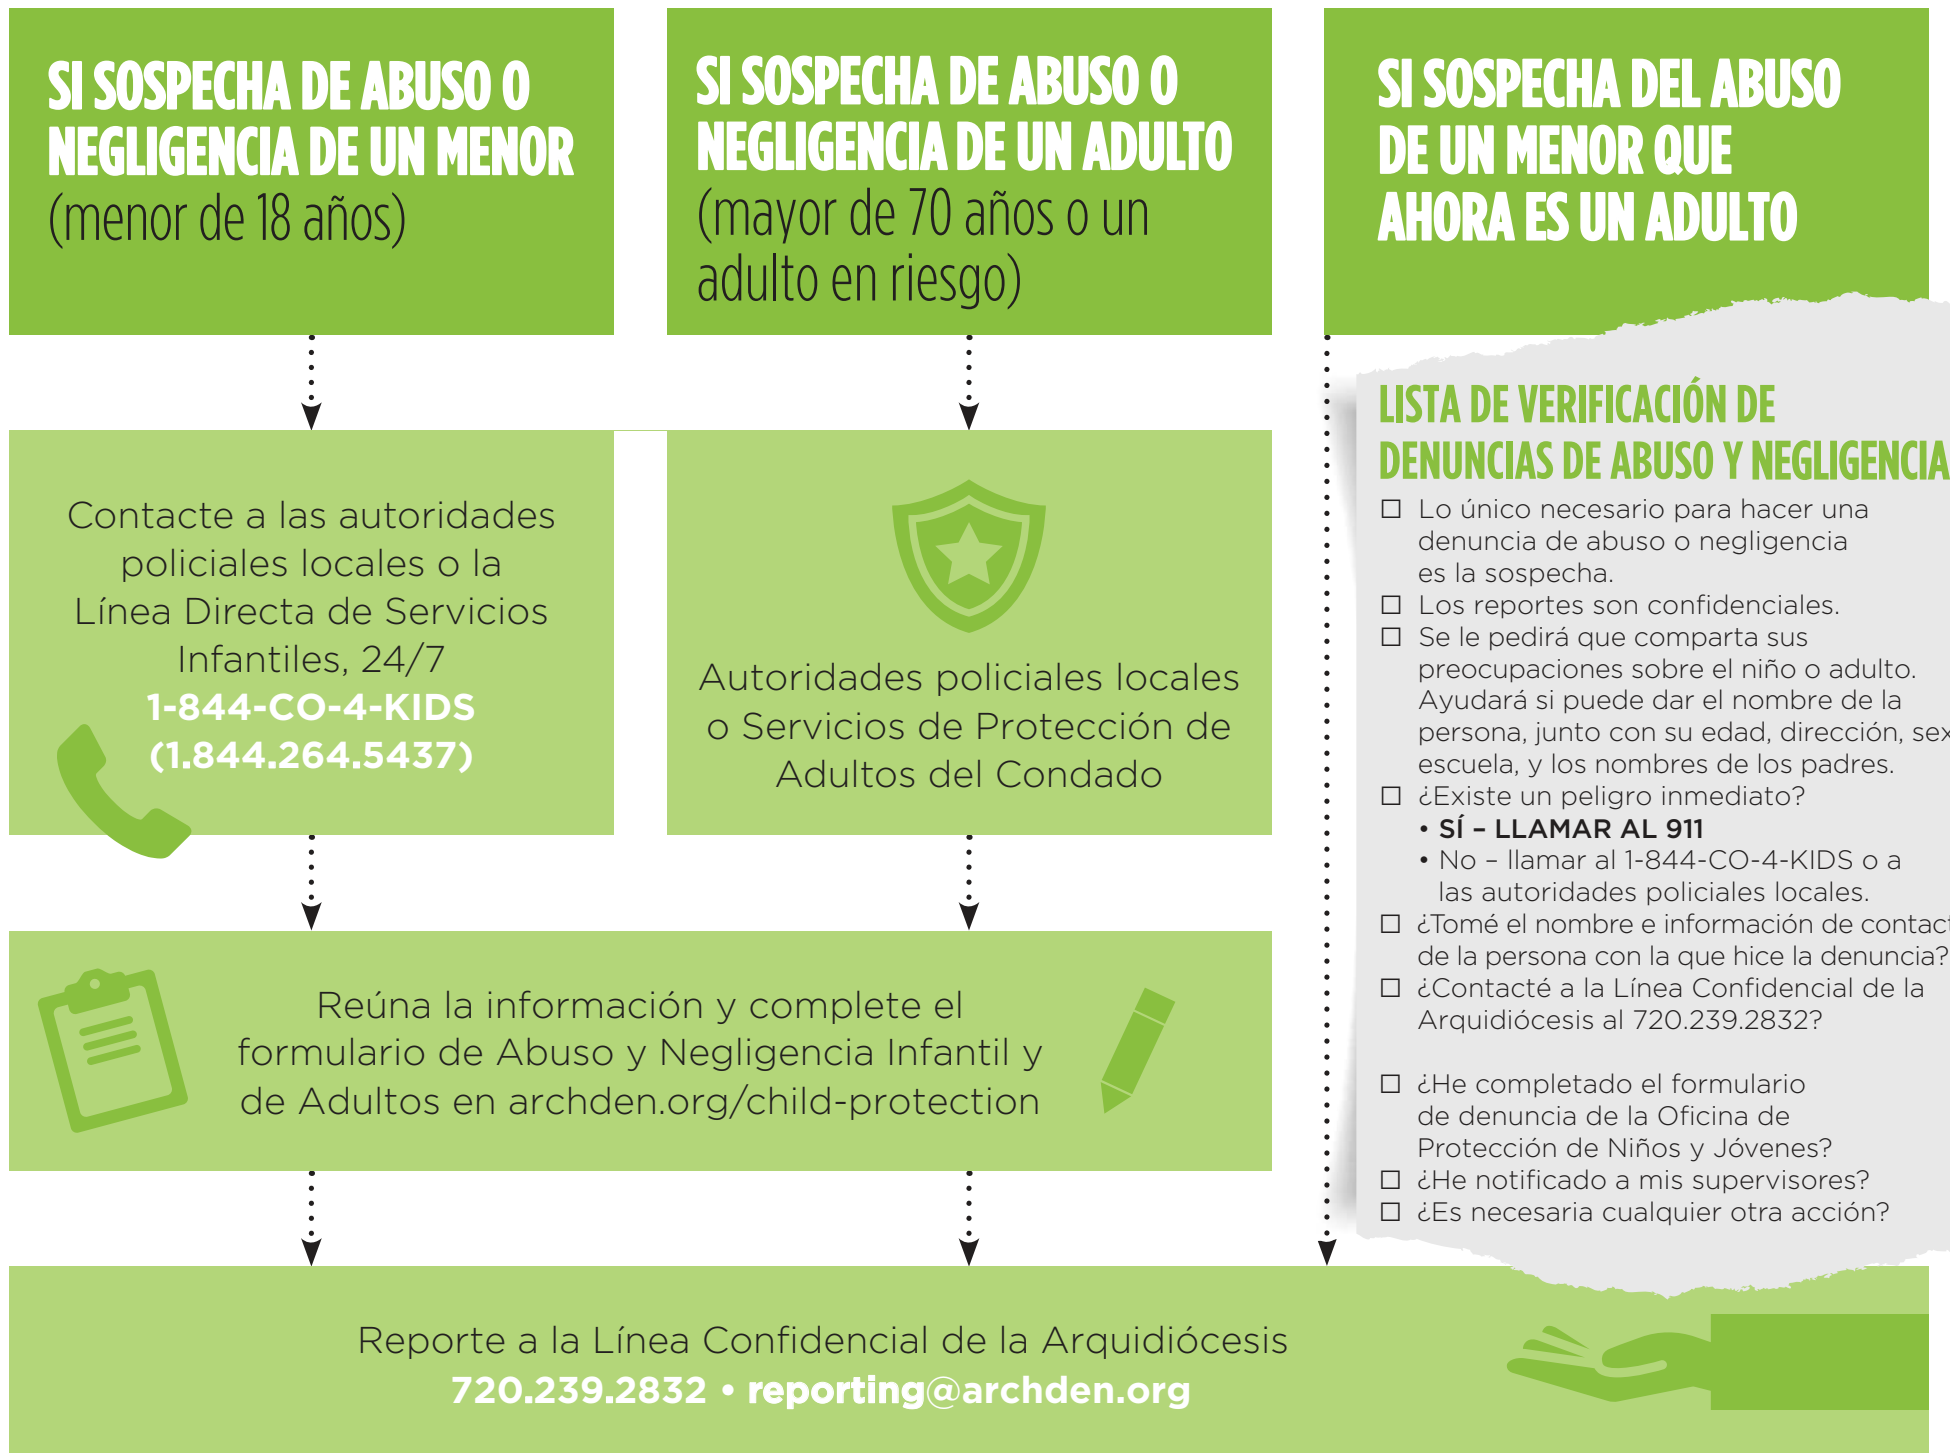 SI SOSPECHA DE ABUSO O
NEGLIGENCIA DE UN MENOR
(menor de 18 años)
SI SOSPECHA DE ABUSO O
NEGLIGENCIA DE UN ADULTO
(mayor de 70 años o un
adulto en riesgo)
SI SOSPECHA DEL ABUSO
DE UN MENOR QUE
AHORA ES UN ADULTO
Contacte a las autoridades
policiales locales o la
Línea Directa de Servicios
Infantiles, 24/7
1-844-CO-4-KIDS
(1.844.264.5437)
Autoridades policiales locales
o Servicios de Protección de
Adultos del Condado
Reúna la información y complete el
formulario de Abuso y Negligencia Infantil y
de Adultos en archden.org/child-protection
LISTA DE VERIFICACIÓN DE
DENUNCIAS DE ABUSO Y NEGLIGENCIA
☐ Lo único necesario para hacer una
denuncia de abuso o negligencia
es la sospecha.
☐ Los reportes son confidenciales.
☐ Se le pedirá que comparta sus
preocupaciones sobre el niño o adulto.
Ayudará si puede dar el nombre de la
persona, junto con su edad, dirección,
escuela, y los nombres de los padres.
☐ ¿Existe un peligro inmediato?
• SÍ – LLAMAR AL 911
• No – llamar al 1-844-CO-4-KIDS o a
las autoridades policiales locales.
☐ ¿Tomé el nombre e información de
de la persona con la que hice la denuncia?
☐ ¿Contacté a la Línea Confidencial de la
Arquidiócesis al 720.239.2832?
☐ ¿He completado el formulario
de denuncia de la Oficina de
Protección de Niños y Jóvenes?
☐ ¿He notificado a mis supervisores?
☐ ¿Es necesaria cualquier otra acción?
Reporte a la Línea Confidencial de la Arquidiócesis
720.239.2832 • reporting@archden.org